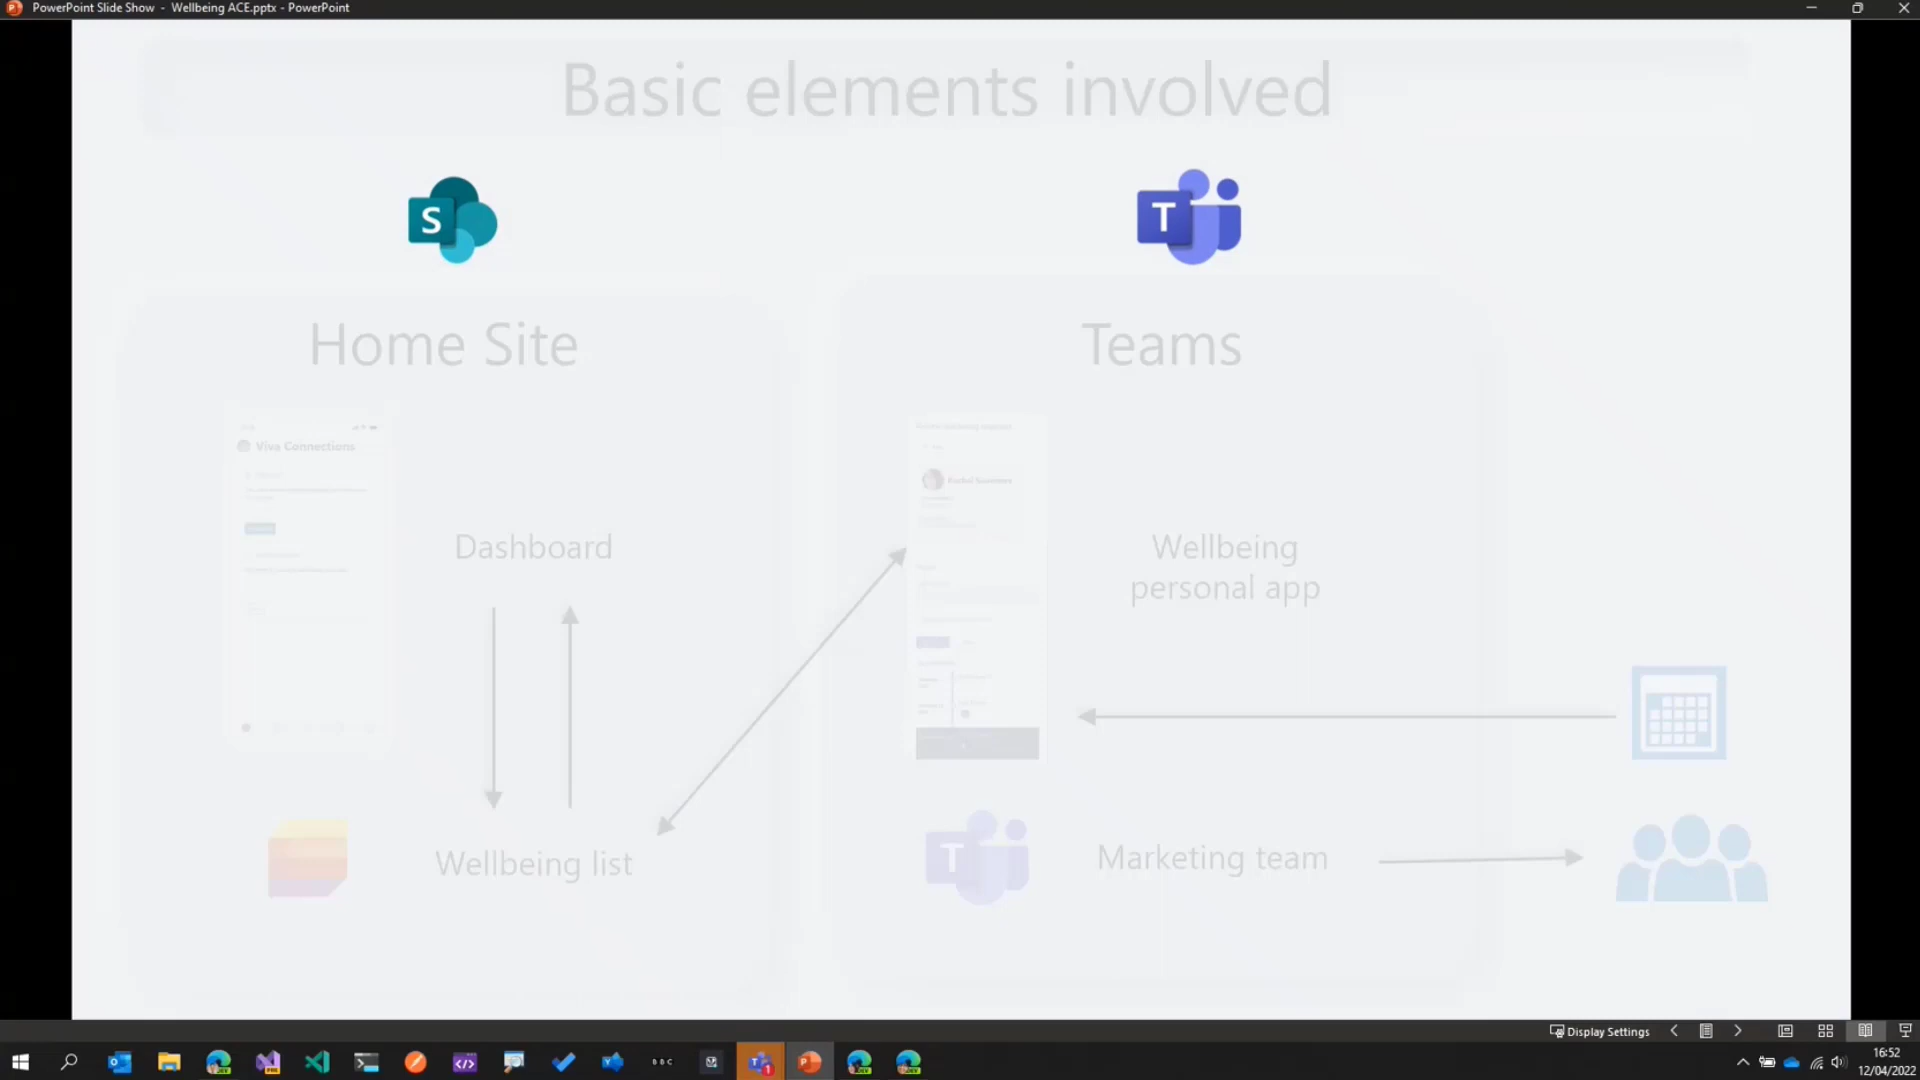 PowerPoint Slide Show - Wellbeing ACE.pptx - PowerPoint
Basic elements involved
S
T
Home Site
Teams
Viva Connections
Dashboard
Wellbeing
personal app
Wellbeing list
T
Marketing team
Display Settings
BBC
16:52
12/04/2022